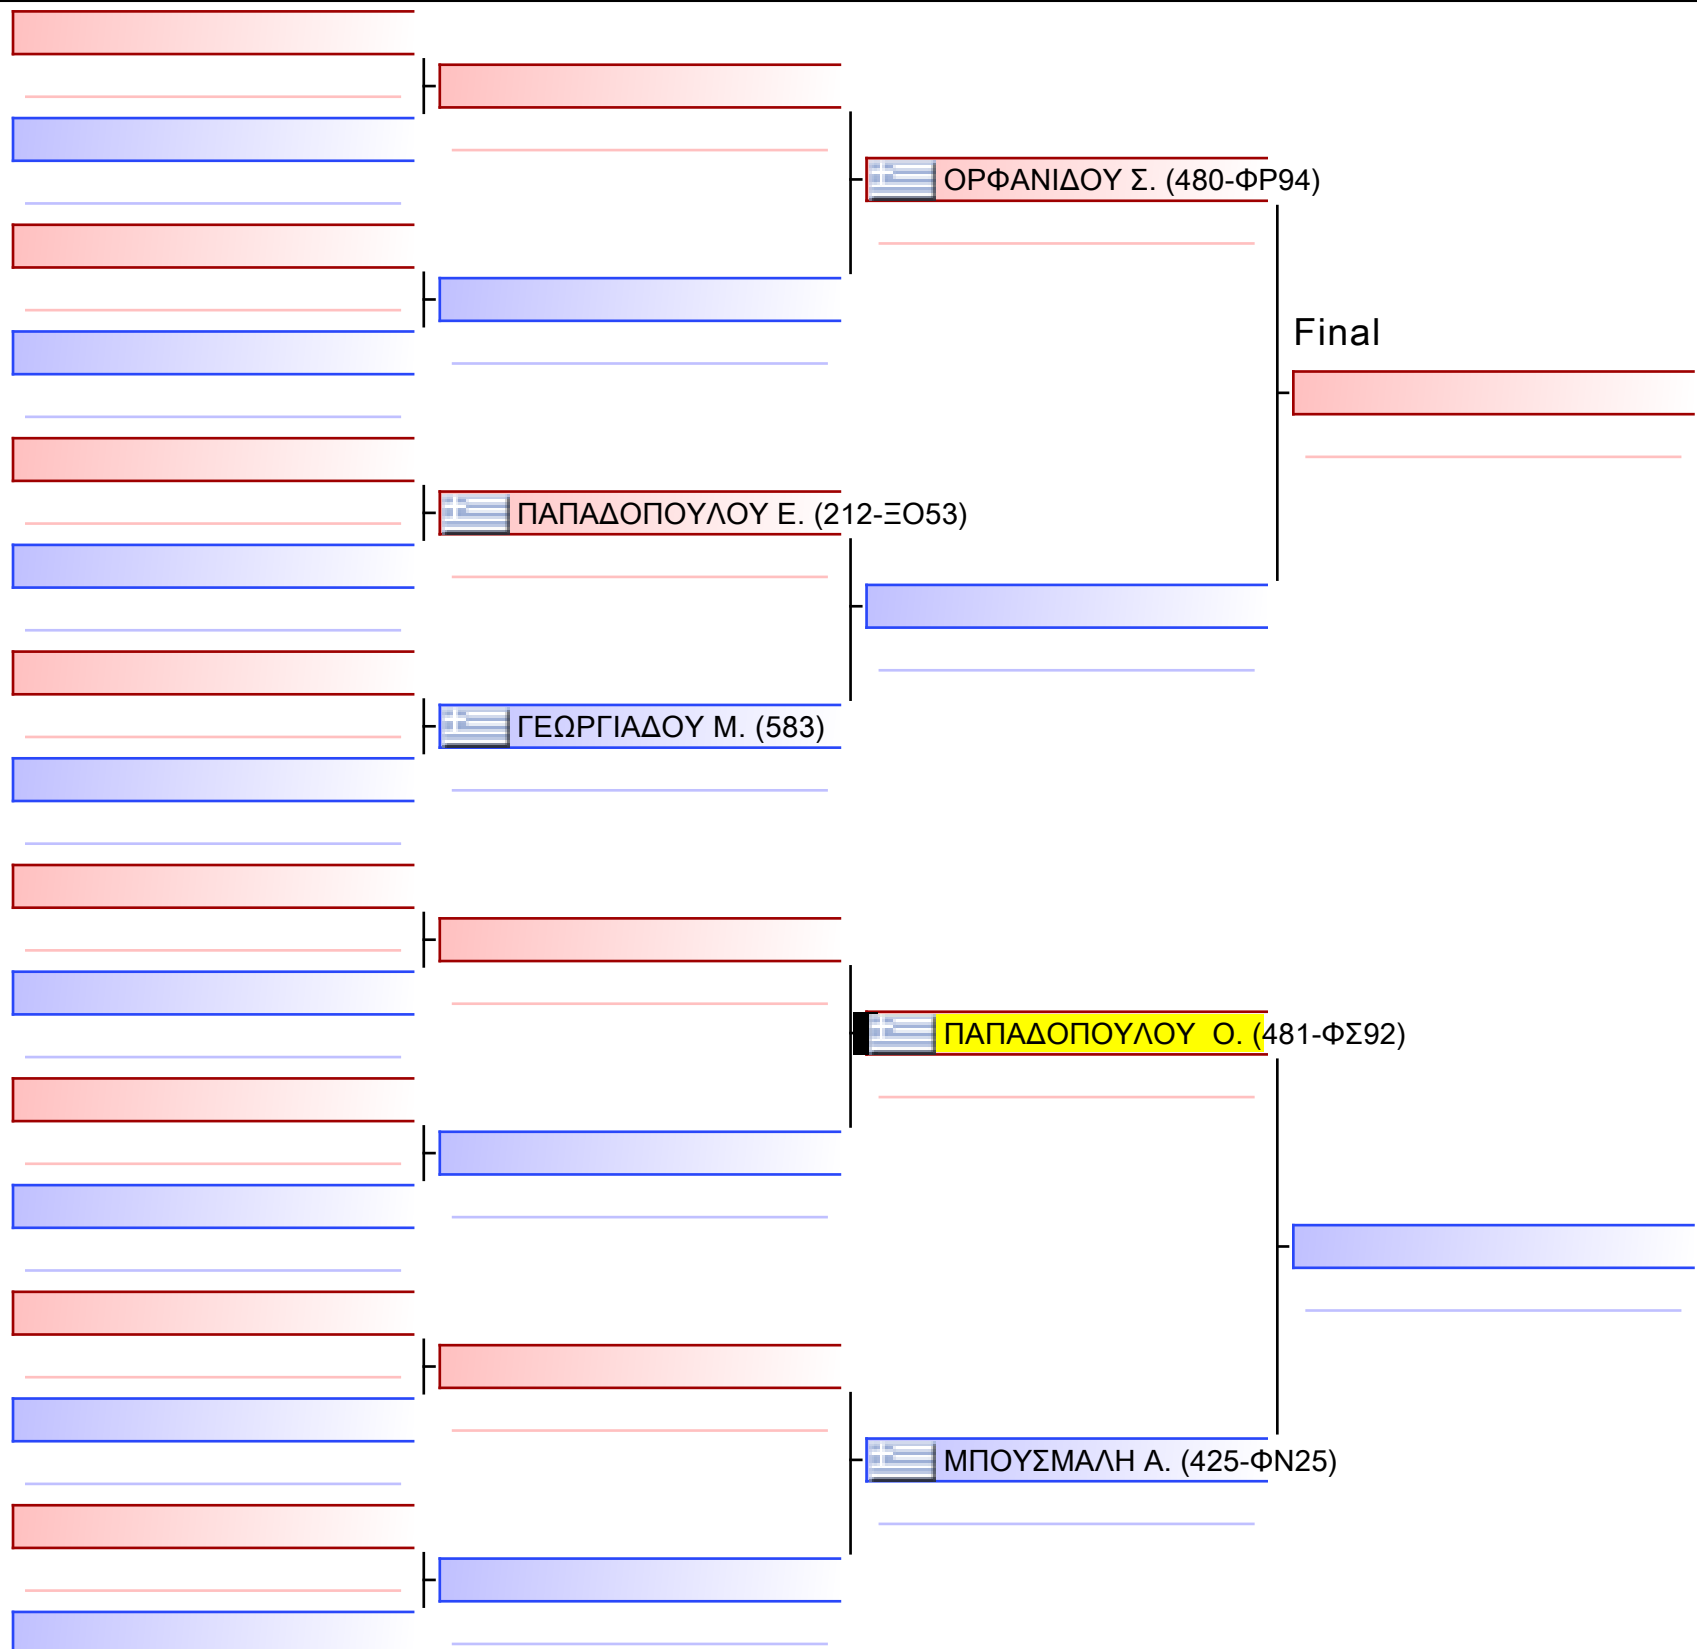 ΟΡΦΑΝΙΔΟΥ Σ. (480-ΦΡ94)
Final
ΠΑΠΑΔΟΠΟΥΛΟΥ Ε. (212-ΞΟ53)
ΓΕΩΡΓΙΑΔΟΥ Μ. (583)
ΠΑΠΑΔΟΠΟΥΛΟΥ  Ο. (481-ΦΣ92)
ΜΠΟΥΣΜΑΛΗ Α. (425-ΦΝ25)